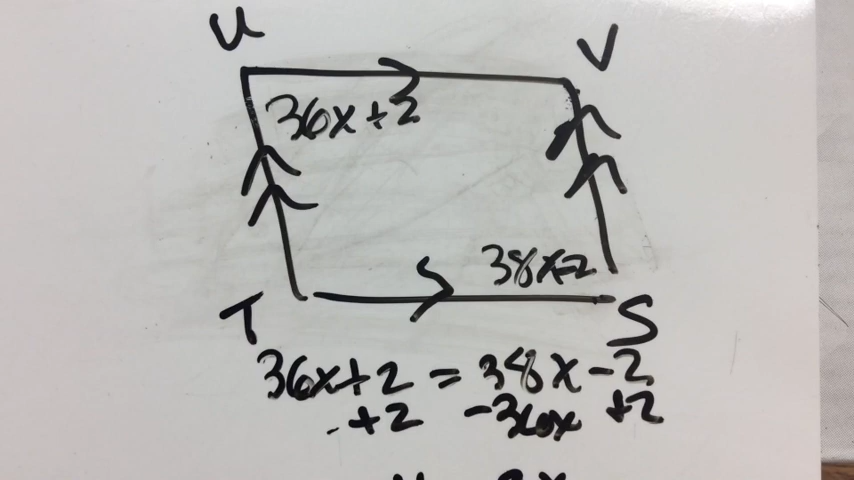 U V
36x+2
38x-2
T S
36x+2 = 38x-2
+2 -36x +2